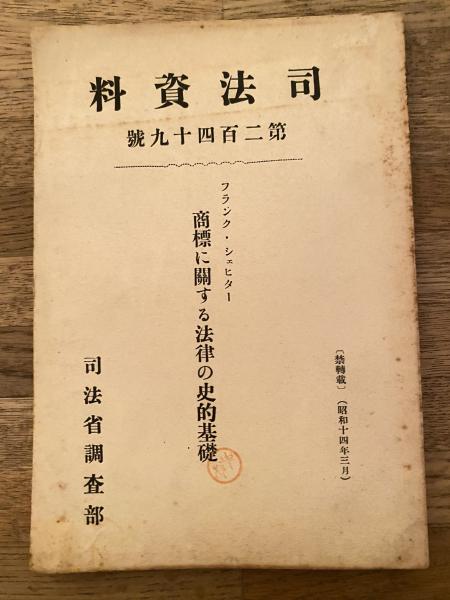 司法資料
第二百四十九號
〔禁轉載〕（昭和十四年三月）
フランク・シェヒター
商標に關する法律の史的基礎
司法省調査部